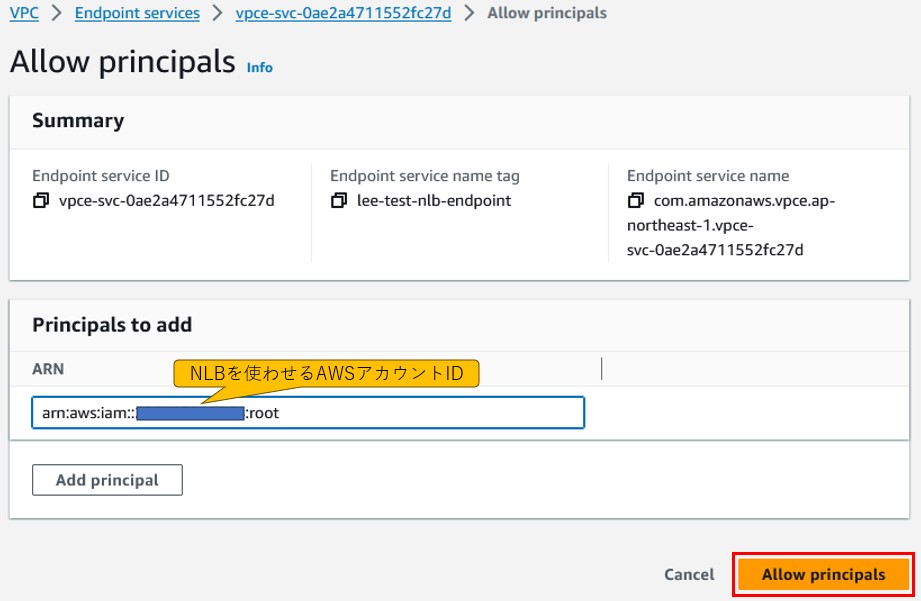 VPC > Endpoint services > vpce-svc-0ae2a4711552fc27d > Allow principals
Allow principals Info
Summary
Endpoint service ID
vpce-svc-0ae2a4711552fc27d
Endpoint service name tag
lee-test-nlb-endpoint
Endpoint service name
com.amazonaws.vpce.ap-
northeast-1.vpce-
svc-0ae2a4711552fc27d
Principals to add
ARN
NLBを使わせるAWSアカウントID
arn:aws:iam:: :root
Add principal
Cancel
Allow principals